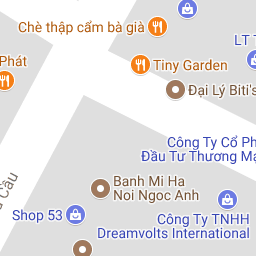 Chè thập cẩm bà già
LT
Phát
Tiny Garden
Đại Lý Biti's
Công Ty Cổ Ph
Đầu Tư Thương Mạ
Banh Mi Ha
Noi Ngoc Anh
Cầu
Shop 53
Công Ty TNHH
Dreamvolts International